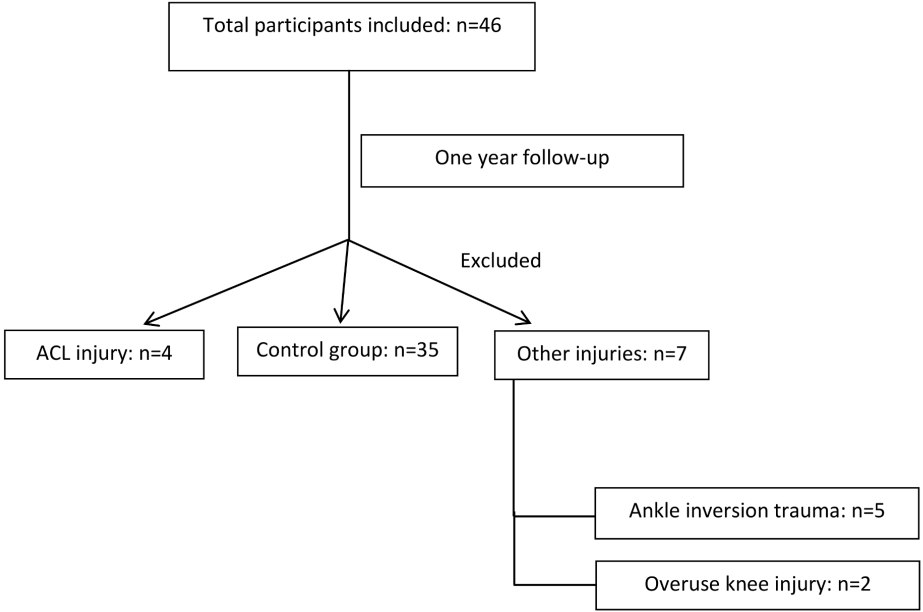 Total participants included: n=46
One year follow-up
Excluded
ACL injury: n=4
Control group: n=35
Other injuries: n=7
Ankle inversion trauma: n=5
Overuse knee injury: n=2